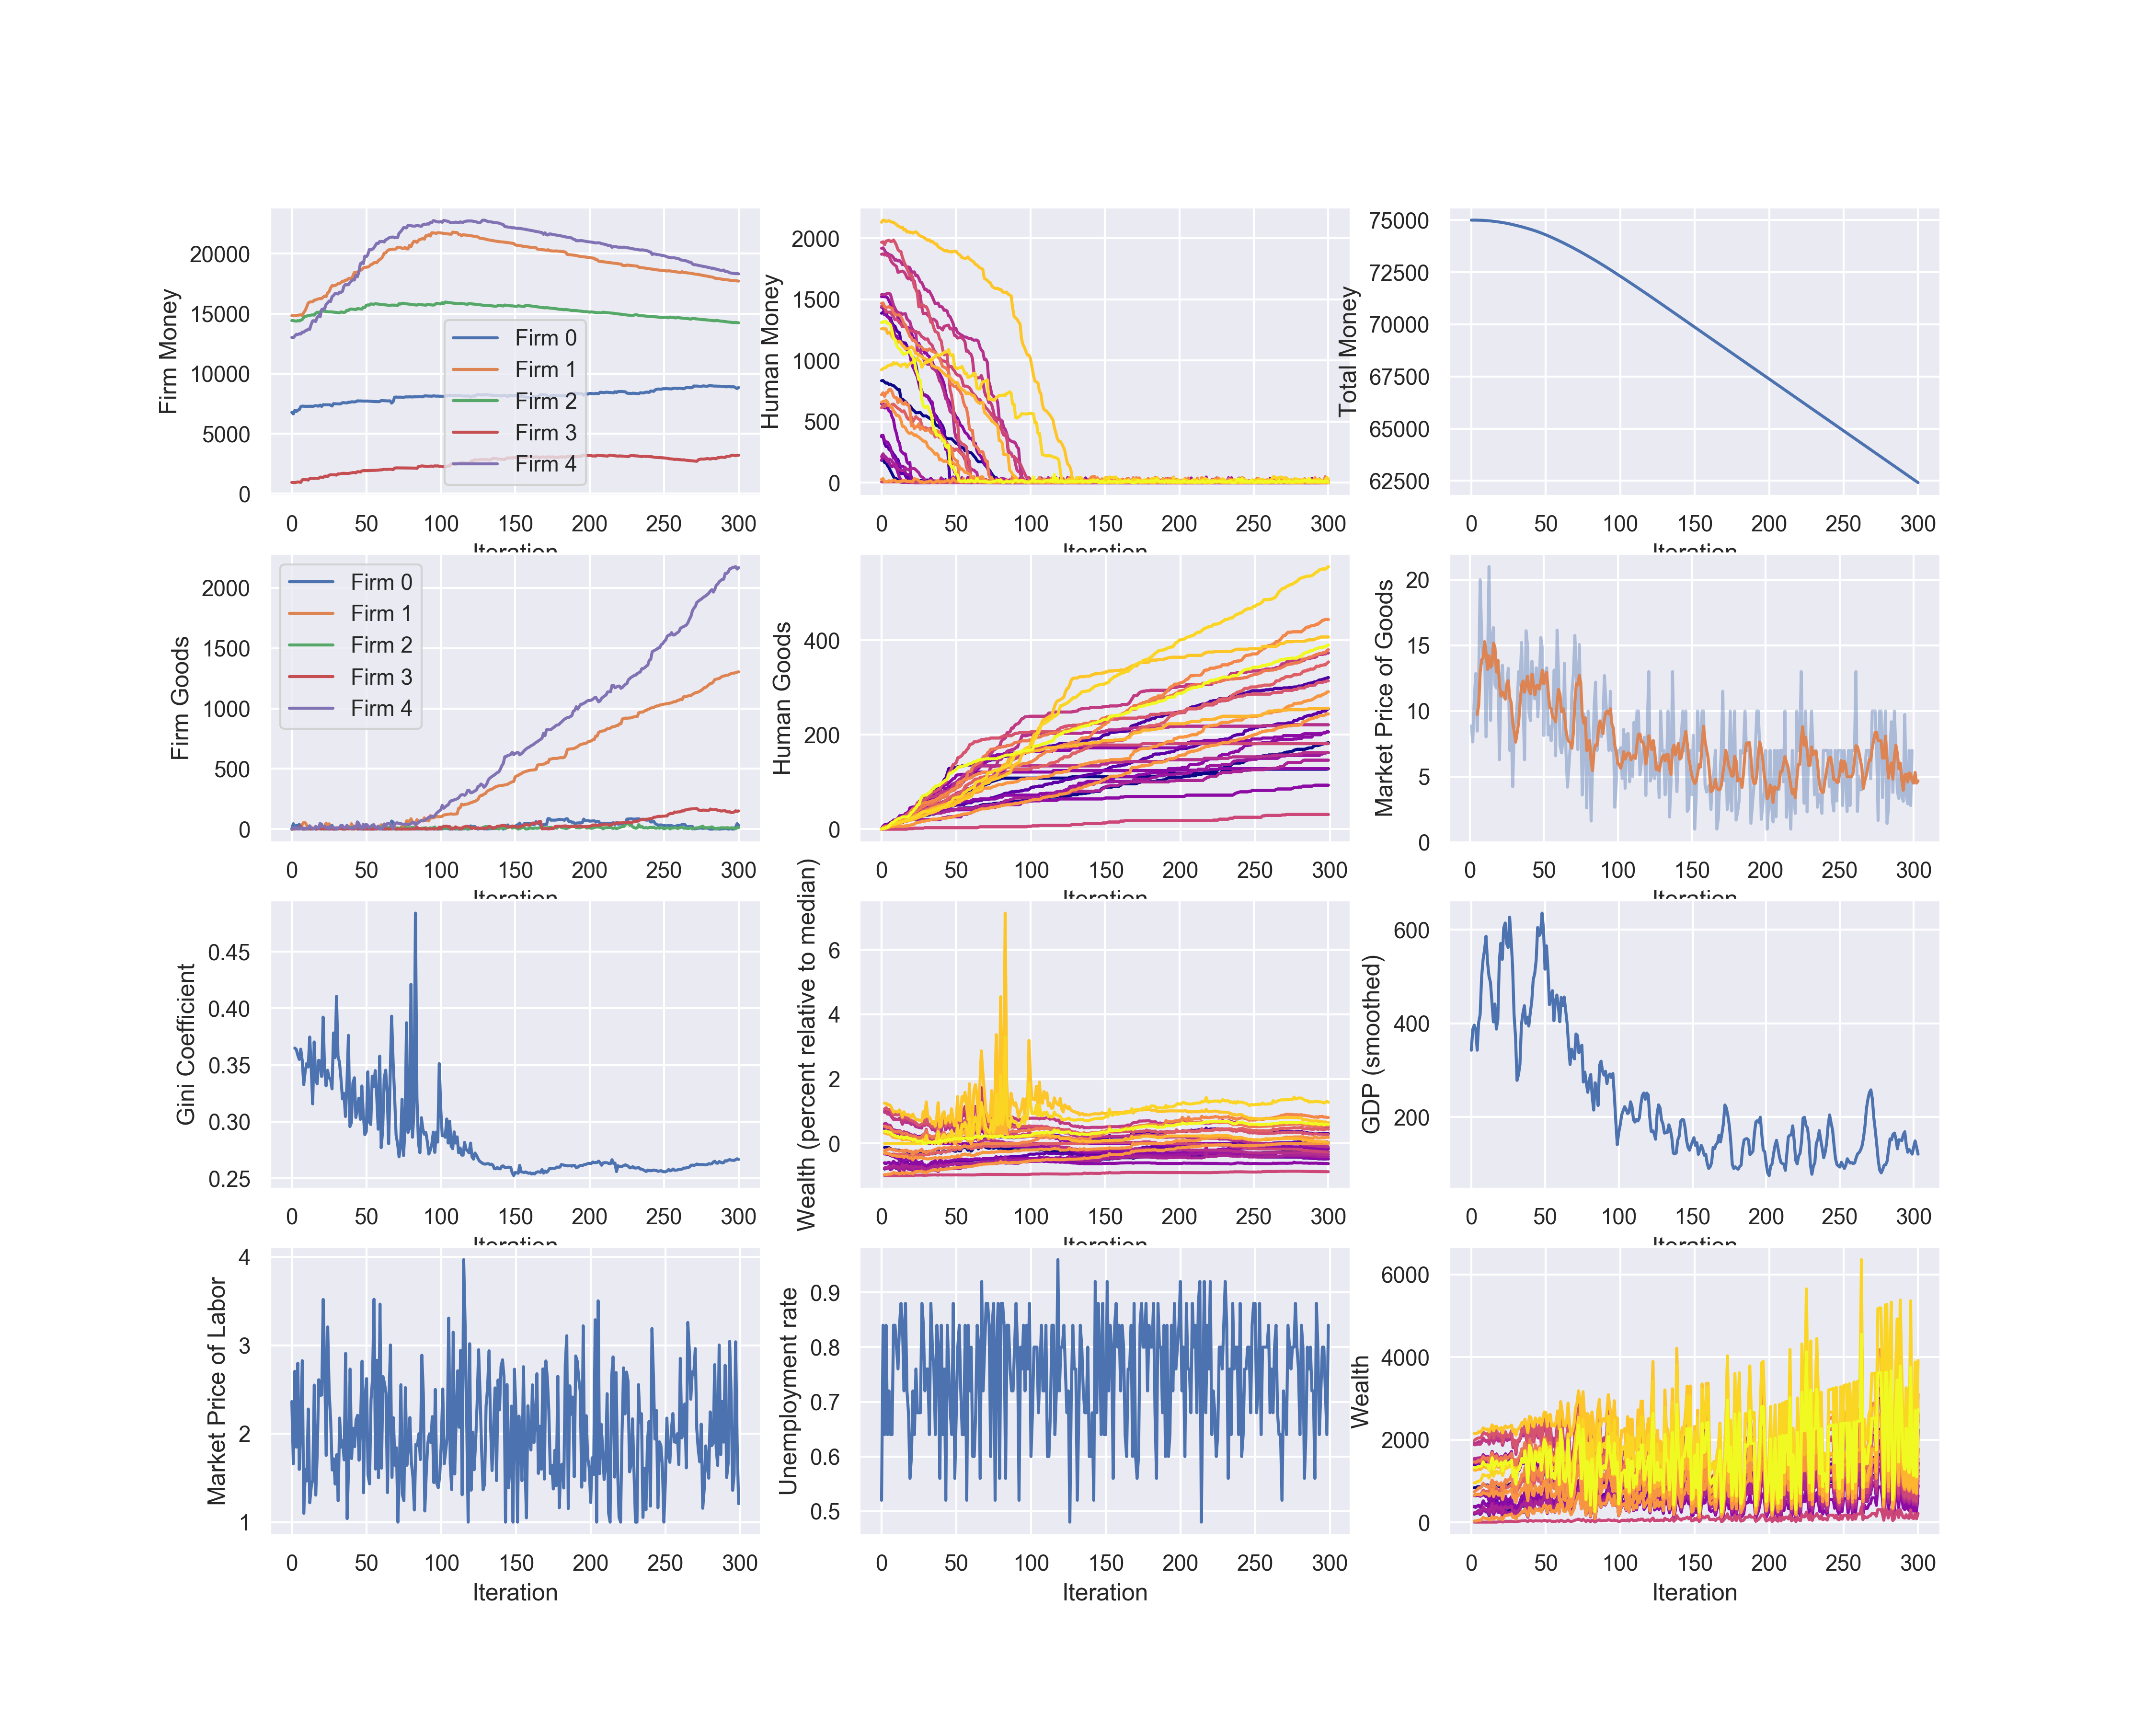 Firm Money
20000
15000
10000
5000
0
Firm 0
Firm 1
Firm 2
Firm 3
Firm 4
0 50 100 150 200 250 300
Iteration
Human Money
2000
1500
1000
500
0
0 50 100 150 200 250 300
Iteration
Total Money
75000
72500
70000
67500
65000
62500
0 50 100 150 200 250 300
Iteration
Firm Goods
2000
1500
1000
500
0
Firm 0
Firm 1
Firm 2
Firm 3
Firm 4
0 50 100 150 200 250 300
Iteration
Human Goods
400
200
0
0 50 100 150 200 250 300
Iteration
Market Price of Goods
20
15
10
5
0
0 50 100 150 200 250 300
Iteration
Gini Coefficient
0.45
0.40
0.35
0.30
0.25
0 50 100 150 200 250 300
Iteration
Wealth (percent relative to median)
6
4
2
0
0 50 100 150 200 250 300
Iteration
GDP (smoothed)
600
400
200
0 50 100 150 200 250 300
Iteration
Market Price of Labor
4
3
2
1
0 50 100 150 200 250 300
Iteration
Unemployment rate
0.9
0.8
0.7
0.6
0.5
0 50 100 150 200 250 300
Iteration
Wealth
6000
4000
2000
0
0 50 100 150 200 250 300
Iteration